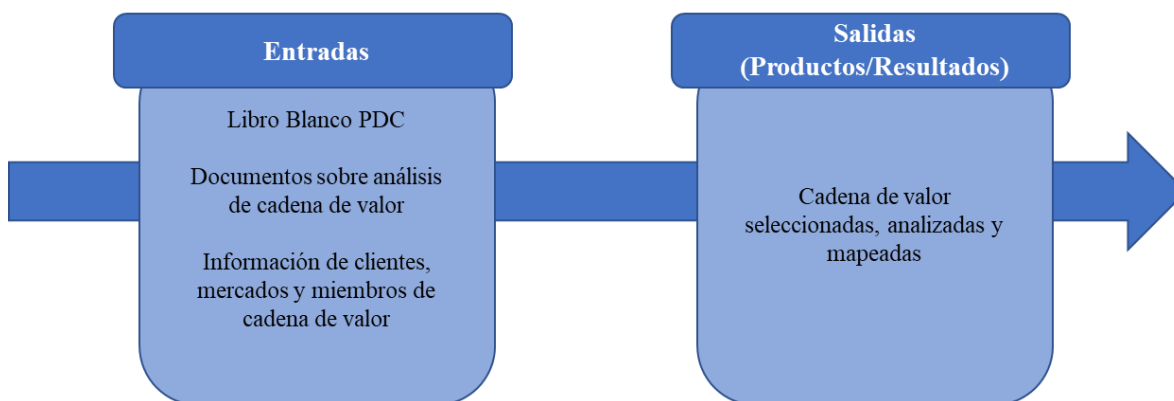 Entradas
Libro Blanco PDC
Documentos sobre análisis
de cadena de valor
Información de clientes,
mercados y miembros de
cadena de valor
Salidas
(Productos/Resultados)
Cadena de valor
seleccionadas, analizadas y
mapeadas